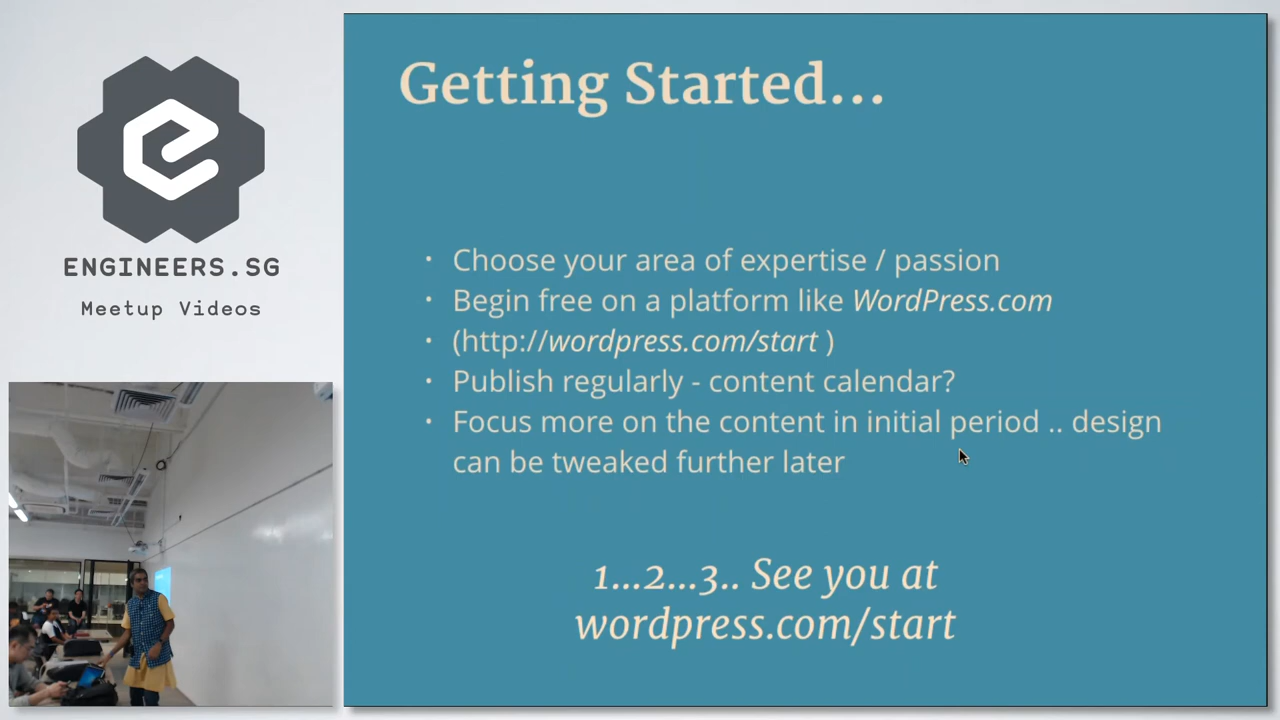 ENGINEERS.SG
Meetup Videos
Getting Started...
• Choose your area of expertise / passion
• Begin free on a platform like WordPress.com
• (http://wordpress.com/start )
• Publish regularly - content calendar?
• Focus more on the content in initial period .. design
can be tweaked further later
1...2...3.. See you at
wordpress.com/start